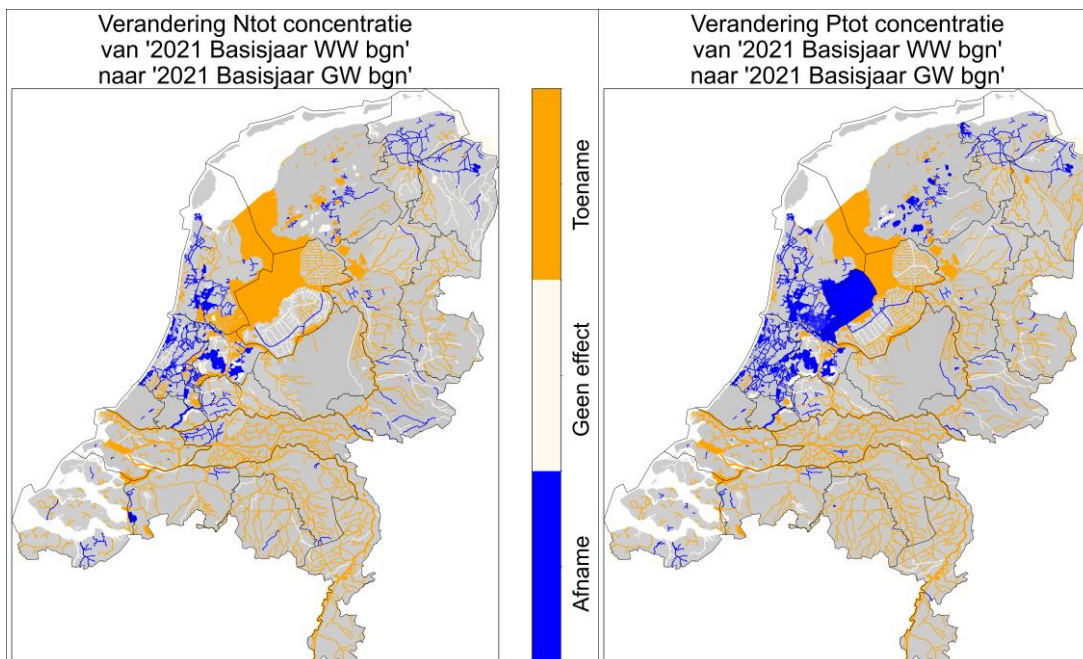 Verandering Ntot concentratie
van '2021 Basisjaar WW bgn'
naar '2021 Basisjaar GW bgn'
Toename
Geen effect
Afname
Verandering Ptot concentratie
van '2021 Basisjaar WW bgn'
naar '2021 Basisjaar GW bgn'